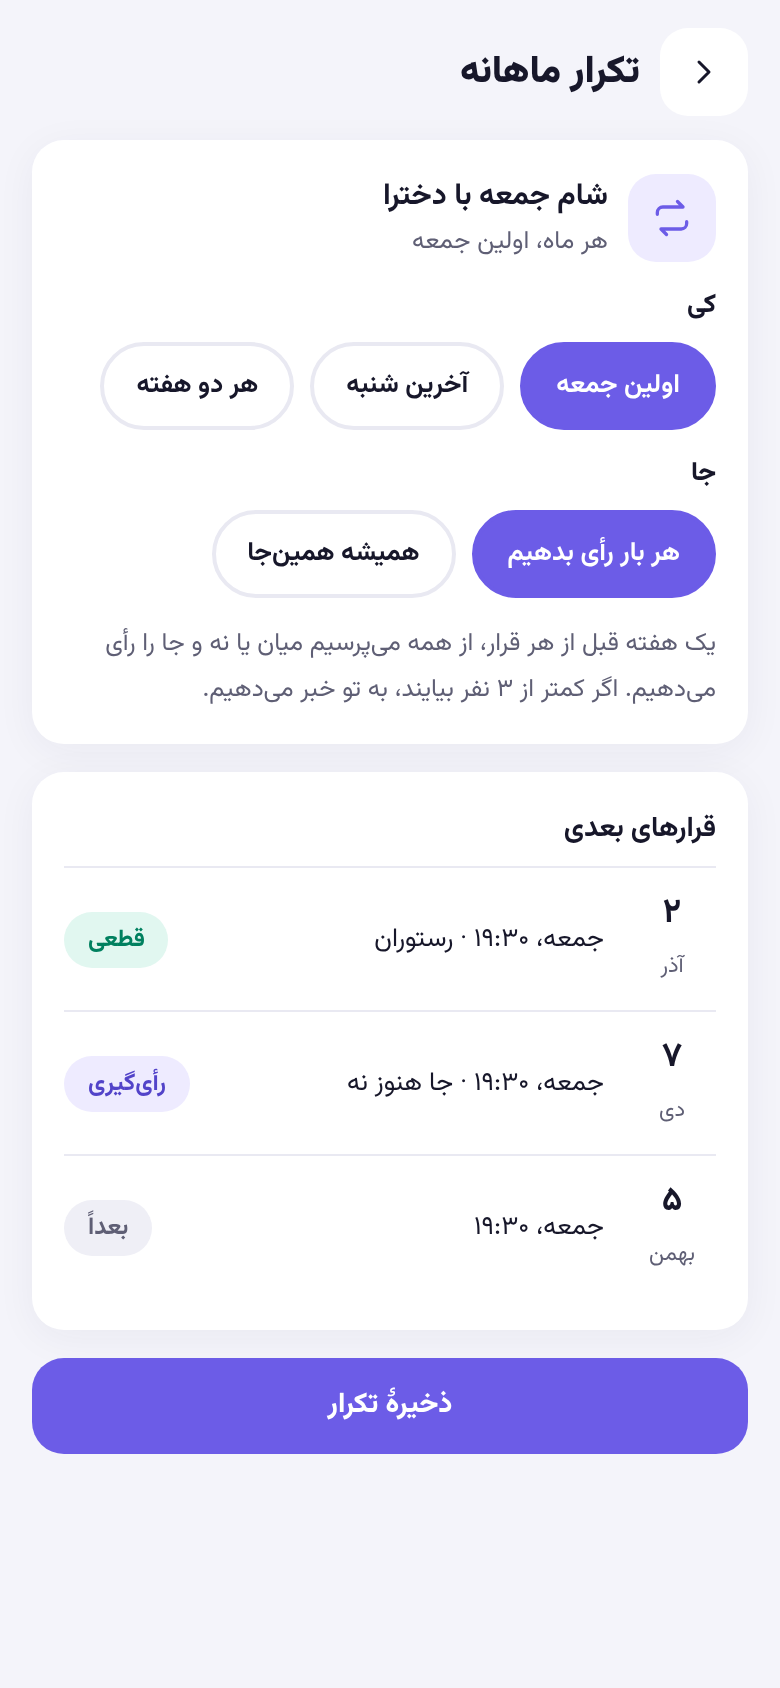 تکرار ماهانه
شام جمعه با دخترا
هر ماه، اولین جمعه
کی
اولین جمعه
آخرین شنبه
هر دو هفته
جا
هر بار رأی بدهیم
همیشه همین‌جا
یک هفته قبل از هر قرار، از همه می‌پرسیم میان یا نه و جا را رأی
می‌دهیم. اگر کمتر از ۳ نفر بیایند، به تو خبر می‌دهیم.
قرارهای بعدی
۲
آذر
جمعه، ۱۹:۳۰ · رستوران
قطعی
۷
دی
جمعه، ۱۹:۳۰ · جا هنوز نه
رأی‌گیری
۵
بهمن
جمعه، ۱۹:۳۰
بعداً
ذخیرهٔ تکرار